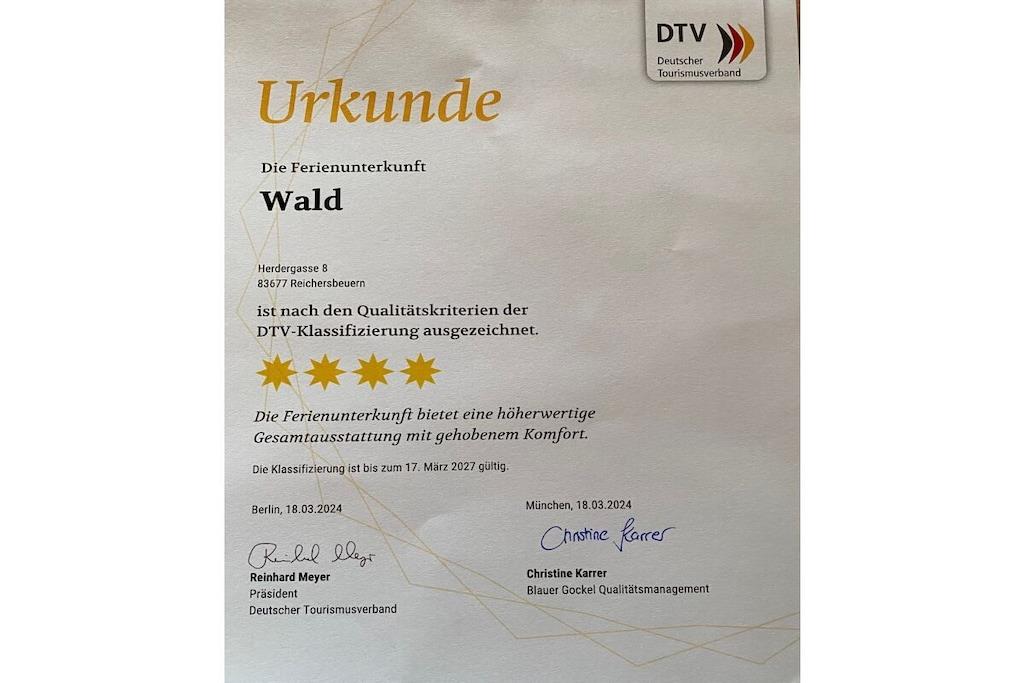 DTV
Deutscher
Tourismusverband
Urkunde
Die Ferienunterkunft
Wald
Herdergasse 8
83677 Reichersbeuern
ist nach den Qualitätskriterien der
DTV-Klassifizierung ausgezeichnet.
Die Ferienunterkunft bietet eine höherwertige
Gesamtausstattung mit gehobenem Komfort.
Die Klassifizierung ist bis zum 17. März 2027 gültig.
Berlin, 18.03.2024
Reinhard Meyer
Reinhard Meyer
Präsident
Deutscher Tourismusverband
München, 18.03.2024
Christine Karrer
Christine Karrer
Blauer Gockel Qualitätsmanagement